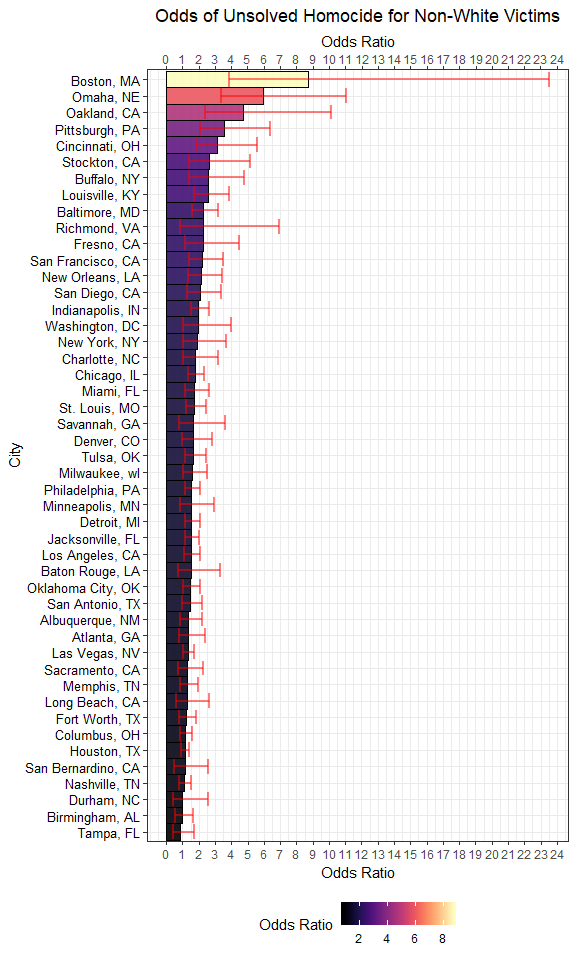 Odds of Unsolved Homocide for Non-White Victims
Odds Ratio
0 1 2 3 4 5 6 7 8 9 10 11 12 13 14 15 16 17 18 19 20 21 22 23 24
Boston, MA
Omaha, NE
Oakland, CA
Pittsburgh, PA
Cincinnati, OH
Stockton, CA
Buffalo, NY
Louisville, KY
Baltimore, MD
Richmond, VA
Fresno, CA
San Francisco, CA
New Orleans, LA
San Diego, CA
Indianapolis, IN
Washington, DC
New York, NY
Charlotte, NC
Chicago, IL
Miami, FL
St. Louis, MO
Savannah, GA
Denver, CO
Tulsa, OK
Milwaukee, wI
Philadelphia, PA
Minneapolis, MN
Detroit, MI
Jacksonville, FL
Los Angeles, CA
Baton Rouge, LA
Oklahoma City, OK
San Antonio, TX
Albuquerque, NM
Atlanta, GA
Las Vegas, NV
Sacramento, CA
Memphis, TN
Long Beach, CA
Fort Worth, TX
Columbus, OH
Houston, TX
San Bernardino, CA
Nashville, TN
Durham, NC
Birmingham, AL
Tampa, FL
City
0 1 2 3 4 5 6 7 8 9 10 11 12 13 14 15 16 17 18 19 20 21 22 23 24
Odds Ratio
Odds Ratio
2 4 6 8